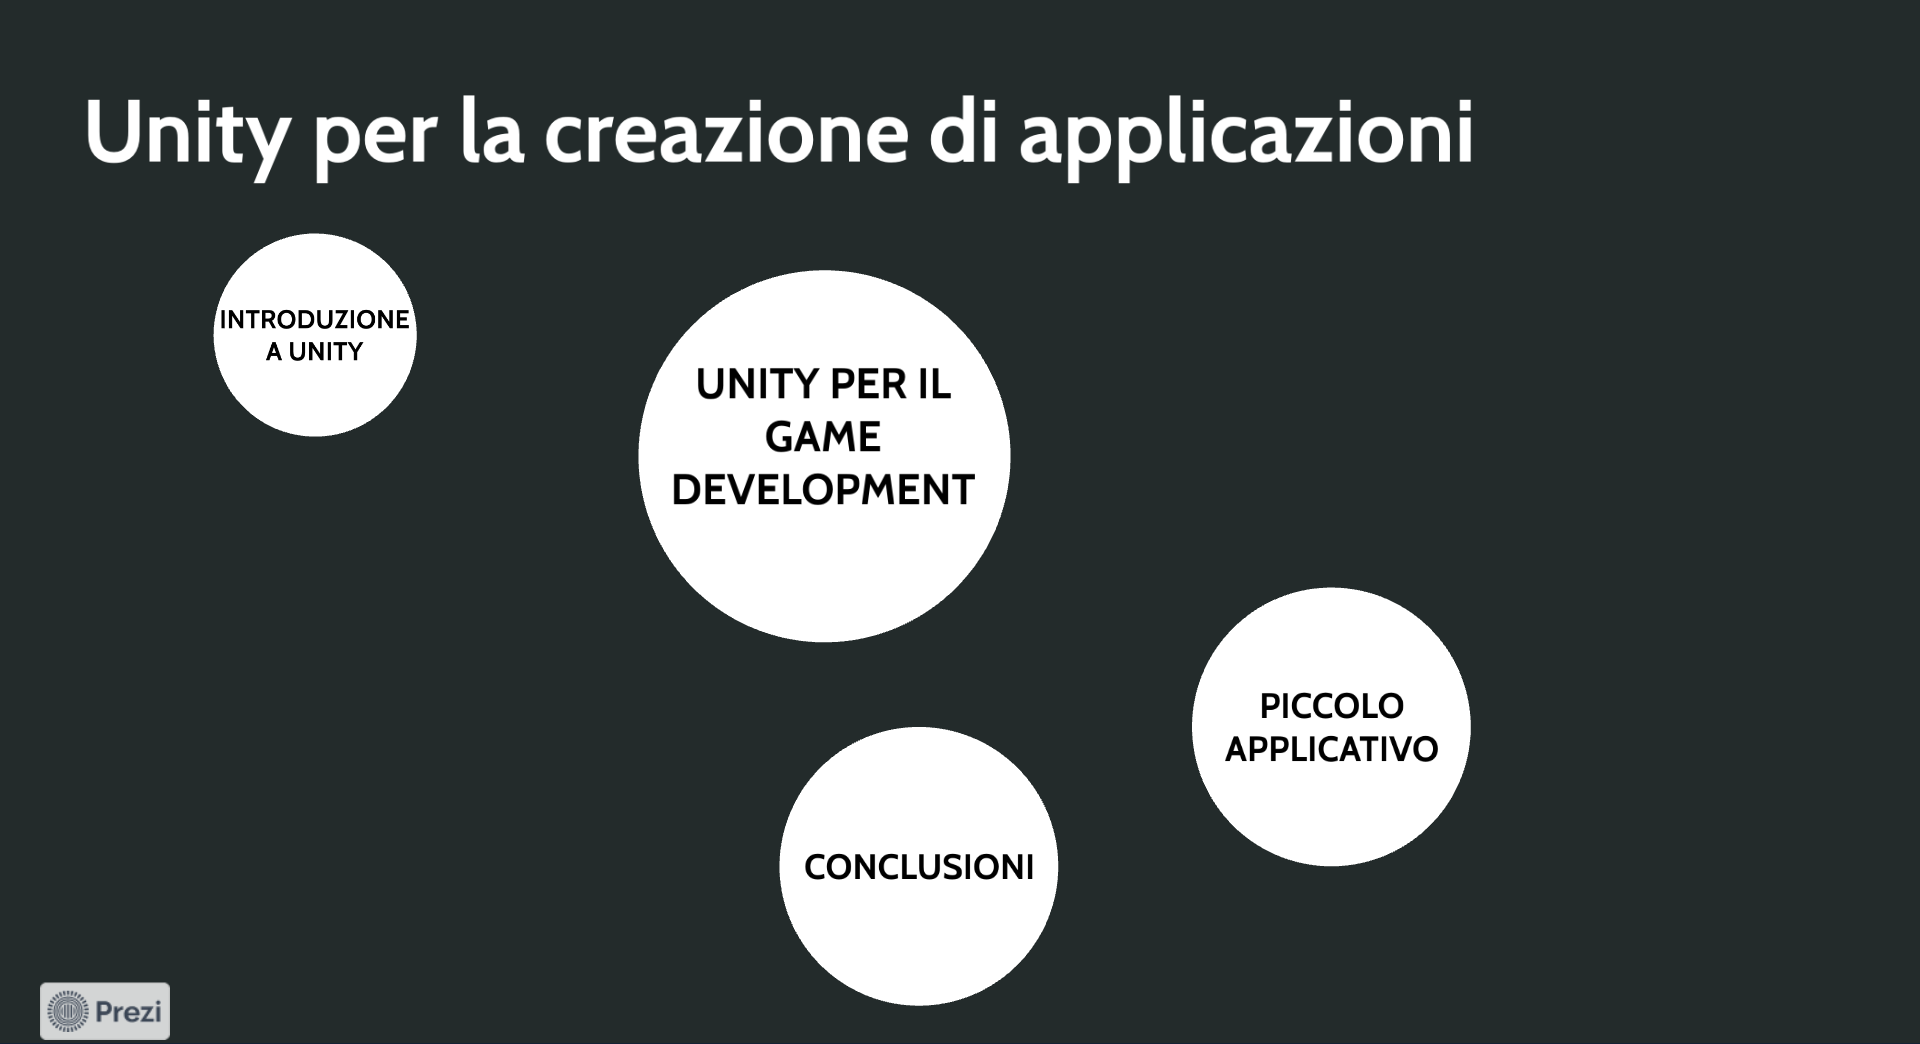 Unity per la creazione di applicazioni
INTRODUZIONE
A UNITY
UNITY PER IL
GAME
DEVELOPMENT
PICCOLO
APPLICATIVO
CONCLUSIONI
Prezi